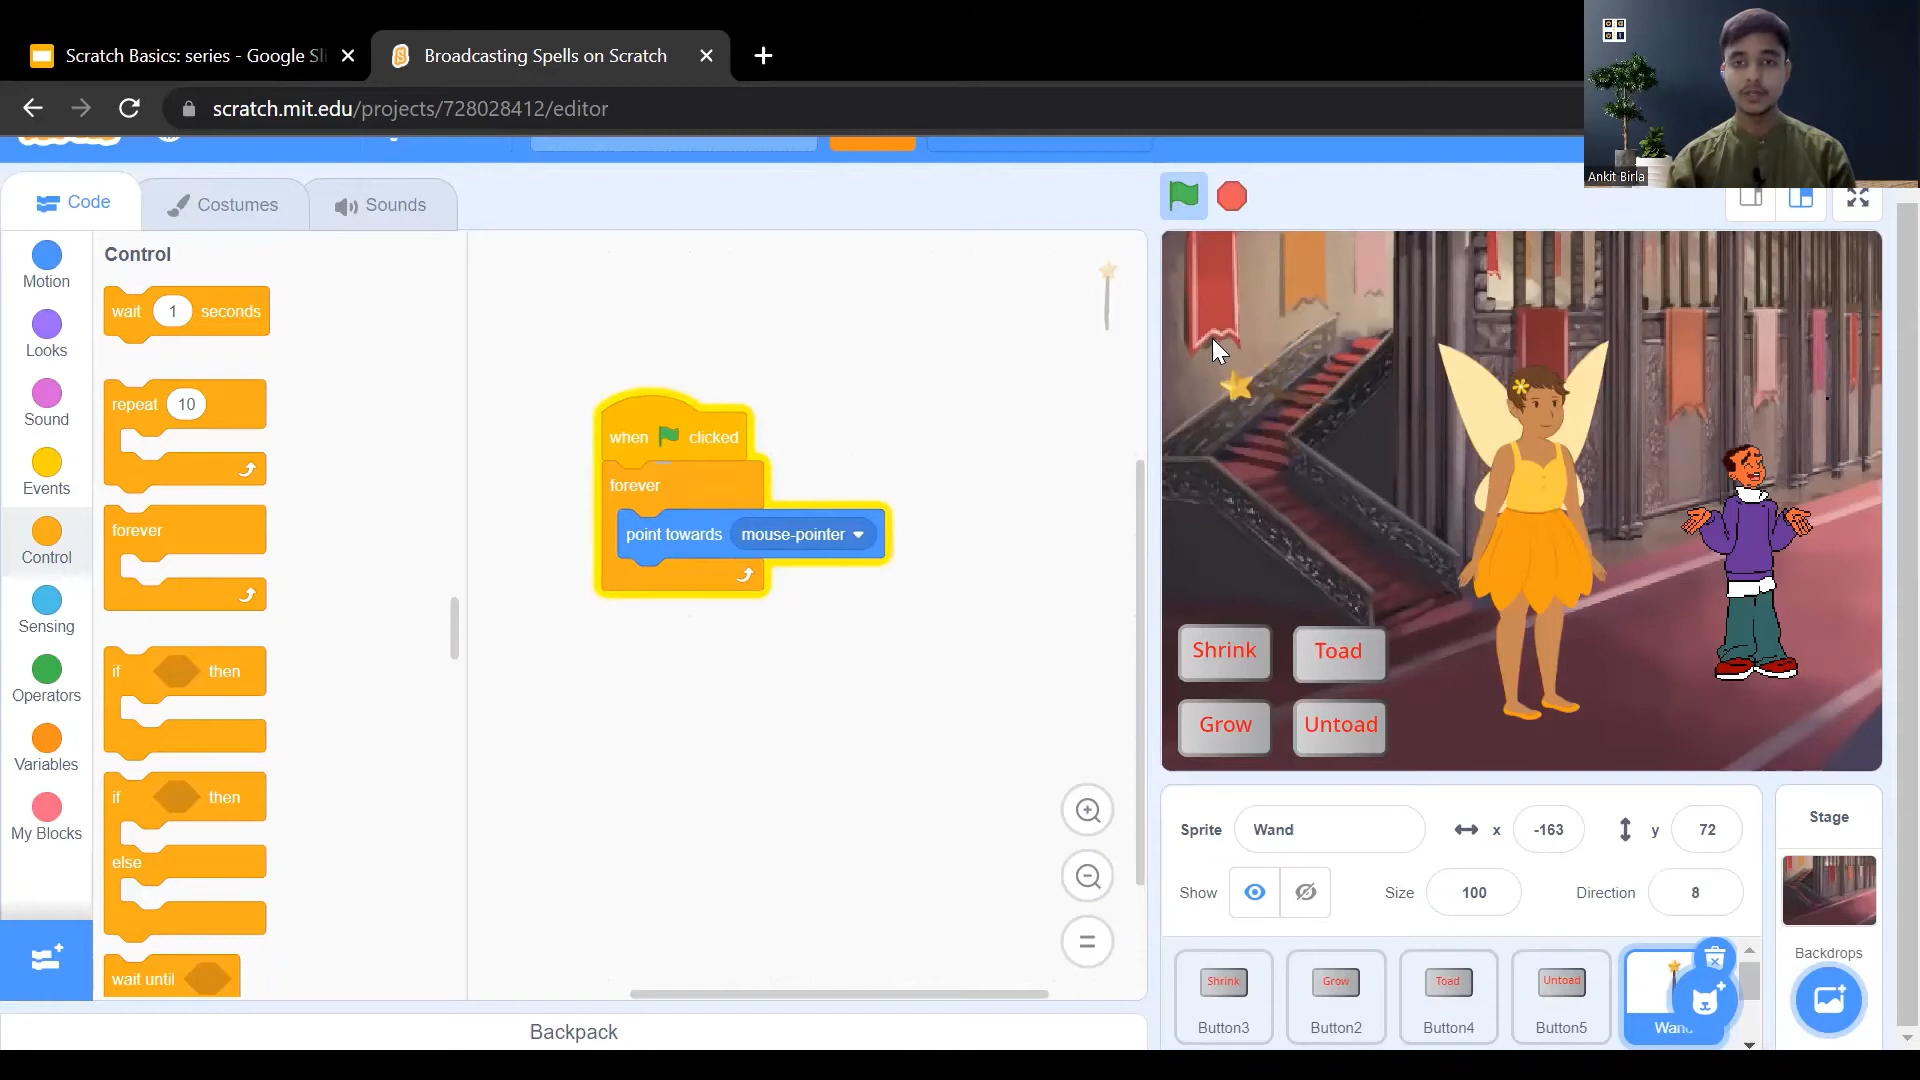 Scratch Basics: series - Google Sli
Broadcasting Spells on Scratch
scratch.mit.edu/projects/728028412/editor
Ankit Birla
Code
Costumes
Sounds
Motion
Looks
Sound
Events
Control
Sensing
Operators
Variables
My Blocks
Control
wait 1 seconds
repeat 10
forever
if then
if then
else
wait until
when clicked
forever
point towards mouse-pointer
Shrink
Toad
Grow
Untoad
Sprite Wand x -163 y 72
Show Size 100 Direction 8
Stage
Backdrops
Shrink
Button3
Grow
Button2
Toad
Button4
Untoad
Button5
Wand
Backpack